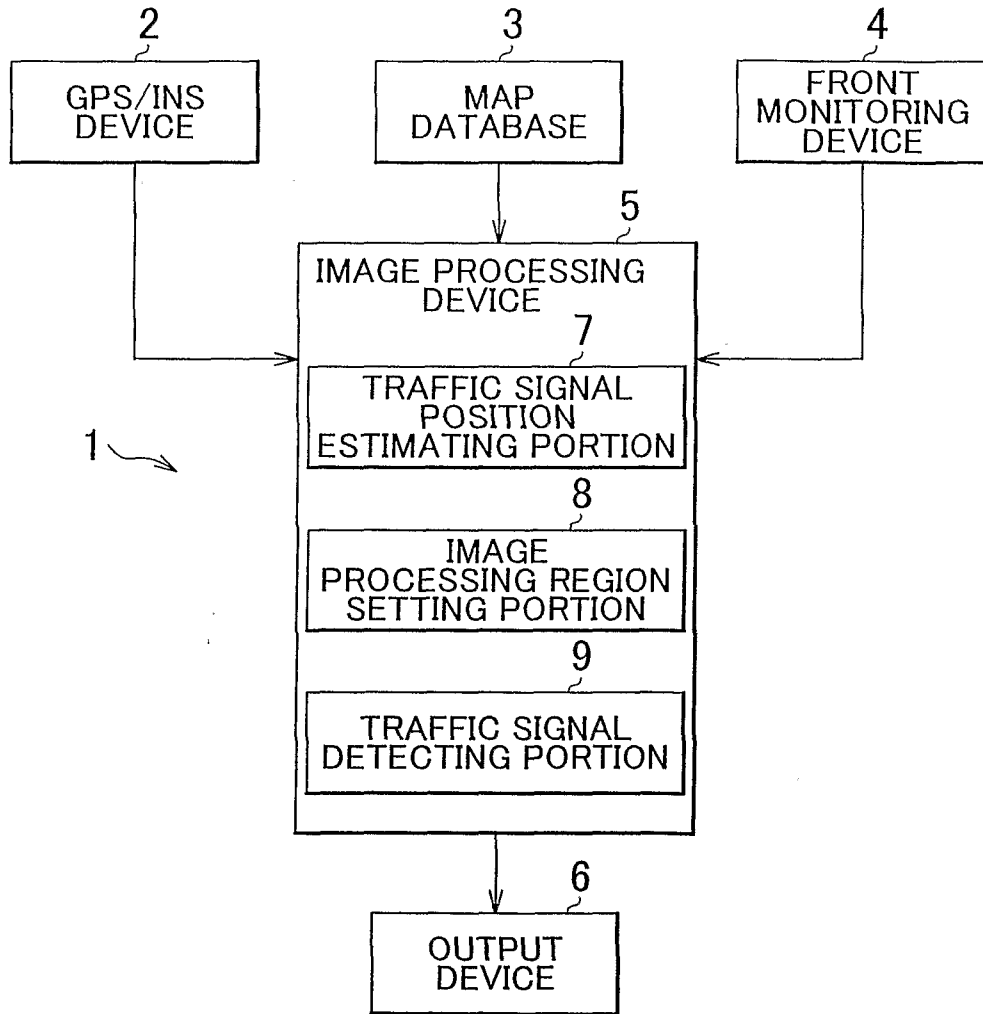 2
GPS/INS
DEVICE
3
MAP
DATABASE
4
FRONT
MONITORING
DEVICE
5
IMAGE PROCESSING
DEVICE
7
TRAFFIC SIGNAL
POSITION
ESTIMATING PORTION
1
8
IMAGE
PROCESSING REGION
SETTING PORTION
9
TRAFFIC SIGNAL
DETECTING PORTION
6
OUTPUT
DEVICE